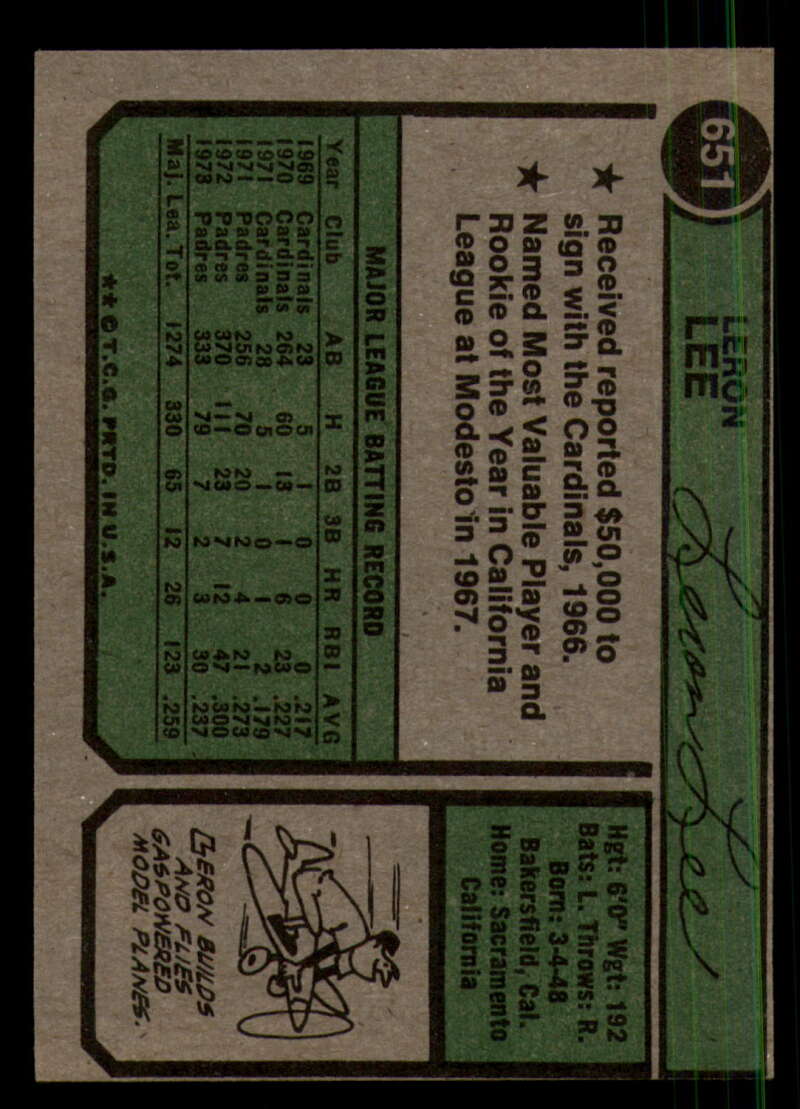 651
LERON
LEE
Leron Lee
★ Received reported $50,000 to
sign with the Cardinals, 1966.
★ Named Most Valuable Player and
Rookie of the Year in California
League at Modesto in 1967.
MAJOR LEAGUE BATTING RECORD
Year Club AB H 2B 3B HR RBI AVG
1969 Cardinals 23 5 1 0 0 0 .217
1970 Cardinals 264 60 13 1 6 23 .227
1971 Cardinals 28 5 1 0 1 2 .179
1971 Padres 256 70 20 2 4 21 .273
1972 Padres 370 111 23 7 12 47 .300
1973 Padres 333 79 7 2 3 30 .237
Maj. Lea. Tot. 1274 330 65 12 26 123 .259
** © T.C.G. PRTD. IN U.S.A.
Hgt: 6'0" Wgt: 192
Bats: L. Throws: R.
Born: 3-4-48
Bakersfield, Cal.
Home: Sacramento
California
LERON BUILDS
AND FLIES
GASPOWERED
MODEL PLANES.